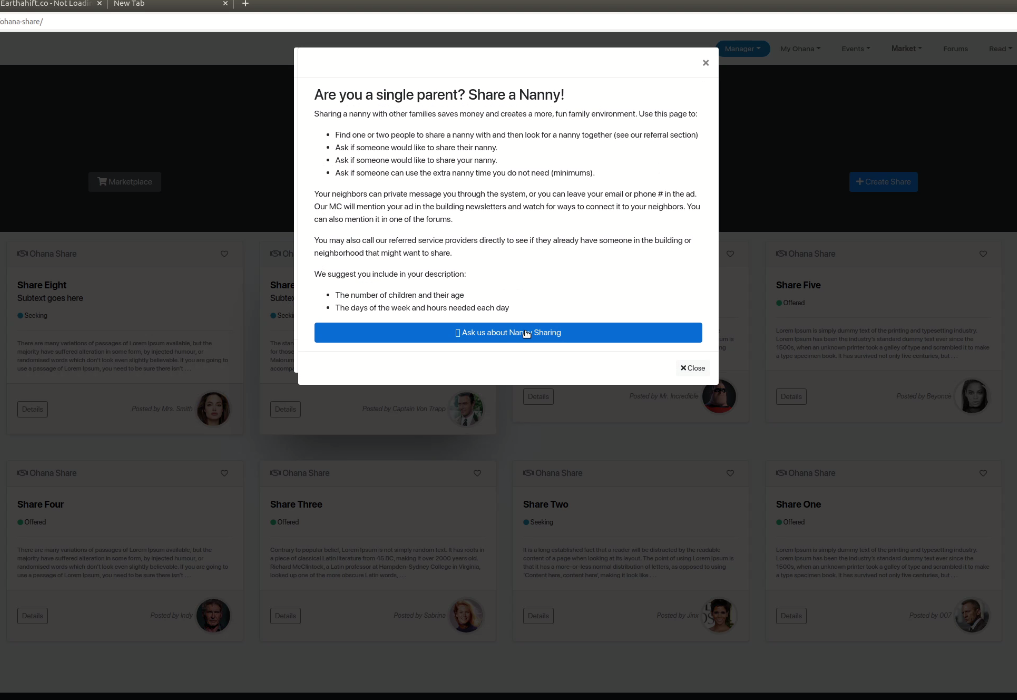 Earthahift.co - Not Loadi × New Tab × +
ohana-share/
Manager My Ohana Events Market Forums Read
×
Are you a single parent? Share a Nanny!
Sharing a nanny with other families saves money and creates a more, fun family environment. Use this page to:
• Find one or two people to share a nanny with and then look for a nanny together (see our referral section)
• Ask if someone would like to share their nanny.
• Ask if someone would like to share your nanny.
• Ask if someone can use the extra nanny time you do not need (minimums).
Your neighbors can private message you through the system, or you can leave your email or phone # in the ad.
Our MC will mention your ad in the building newsletters and watch for ways to connect it to your neighbors. You
can also mention it in one of the forums.
You may also call our referred service providers directly to see if they already have someone in the building or
neighborhood that might want to share.
We suggest you include in your description:
• The number of children and their age
• The days of the week and hours needed each day
Ask us about Nanny Sharing
× Close
Marketplace
+ Create Share
Ohana Share
Share Eight
Subtext goes here
Seeking
There are many variations of passages of Lorem Ipsum available, but the
majority have suffered alteration in some form, by injected humour, or
randomised words which don't look even slightly believable. If you are going to
use a passage of Lorem Ipsum, you need to be sure there isn't ...
Details
Posted by Mrs. Smith
Details
Posted by Captain Von Trapp
Details
Posted by Mr. Incredible
Ohana Share
Share Five
Offered
Lorem Ipsum is simply dummy text of the printing and typesetting industry.
Lorem Ipsum has been the industry's standard dummy text ever since the
1500s, when an unknown printer took a galley of type and scrambled it to make
a type specimen book. It has survived not only five centuries, but ...
Details
Posted by Beyonce
Ohana Share
Share Four
Offered
There are many variations of passages of Lorem Ipsum available, but the
majority have suffered alteration in some form, by injected humour, or
randomised words which don't look even slightly believable. If you are going to
use a passage of Lorem Ipsum, you need to be sure there isn't ...
Details
Posted by Indy
Ohana Share
Share Three
Offered
Contrary to popular belief, Lorem Ipsum is not simply random text. It has roots in
a piece of classical Latin literature from 45 BC, making it over 2000 years old.
Richard McClintock, a Latin professor at Hampden-Sydney College in Virginia,
looked up one of the more obscure Latin words, ...
Details
Posted by
Ohana Share
Share Two
Seeking
It is a long established fact that a reader will be distracted by the readable
content of a page when looking at its layout. The point of using Lorem Ipsum is
that it has a more-or-less normal distribution of letters, as opposed to using
'Content here, content here', making it look like ...
Details
Posted by Jinx
Ohana Share
Share One
Offered
Lorem Ipsum is simply dummy text of the printing and typesetting industry.
Lorem Ipsum has been the industry's standard dummy text ever since the
1500s, when an unknown printer took a galley of type and scrambled it to make
a type specimen book. It has survived not only five centuries, but ...
Details
Posted by 007